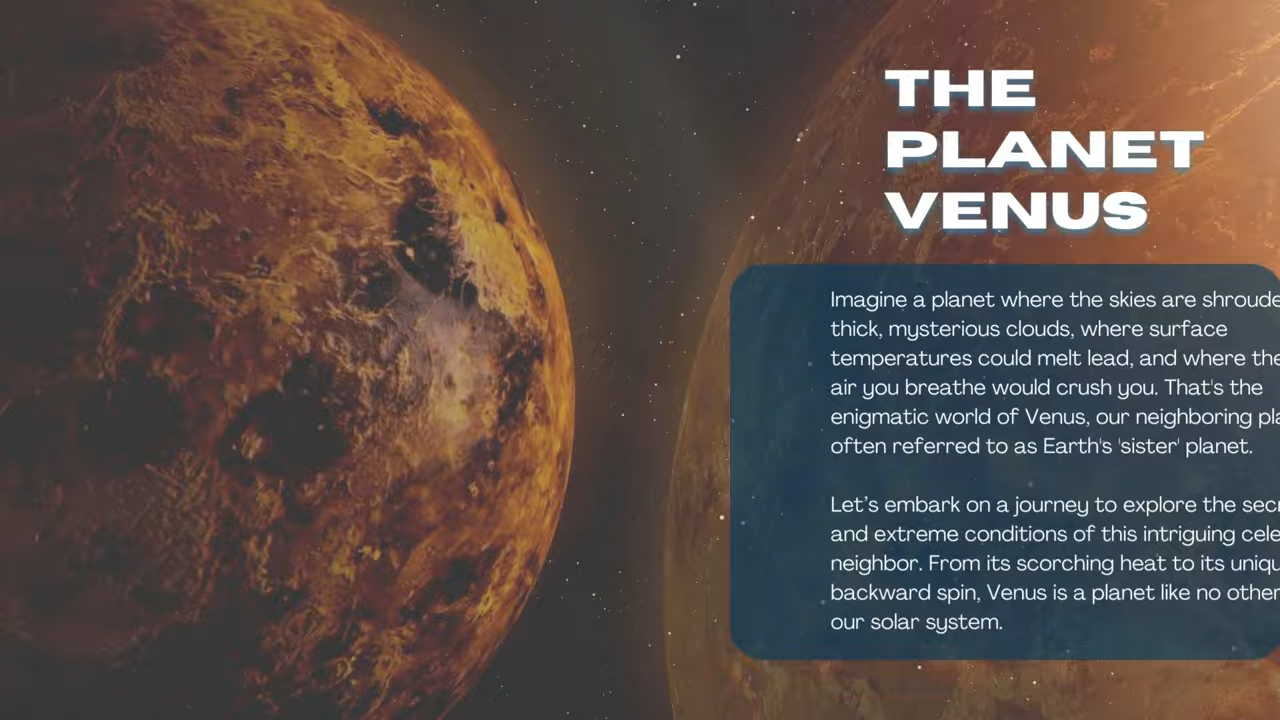 THE
PLANET
VENUS
Imagine a planet where the skies are
thick, mysterious clouds, where surface
temperatures could melt lead, and where the
air you breathe would crush you. That's the
enigmatic world of Venus, our neighboring
often referred to as Earth's 'sister' planet.
Let's embark on a journey to explore the
and extreme conditions of this intriguing
neighbor. From its scorching heat to its
backward spin, Venus is a planet like no other
our solar system.